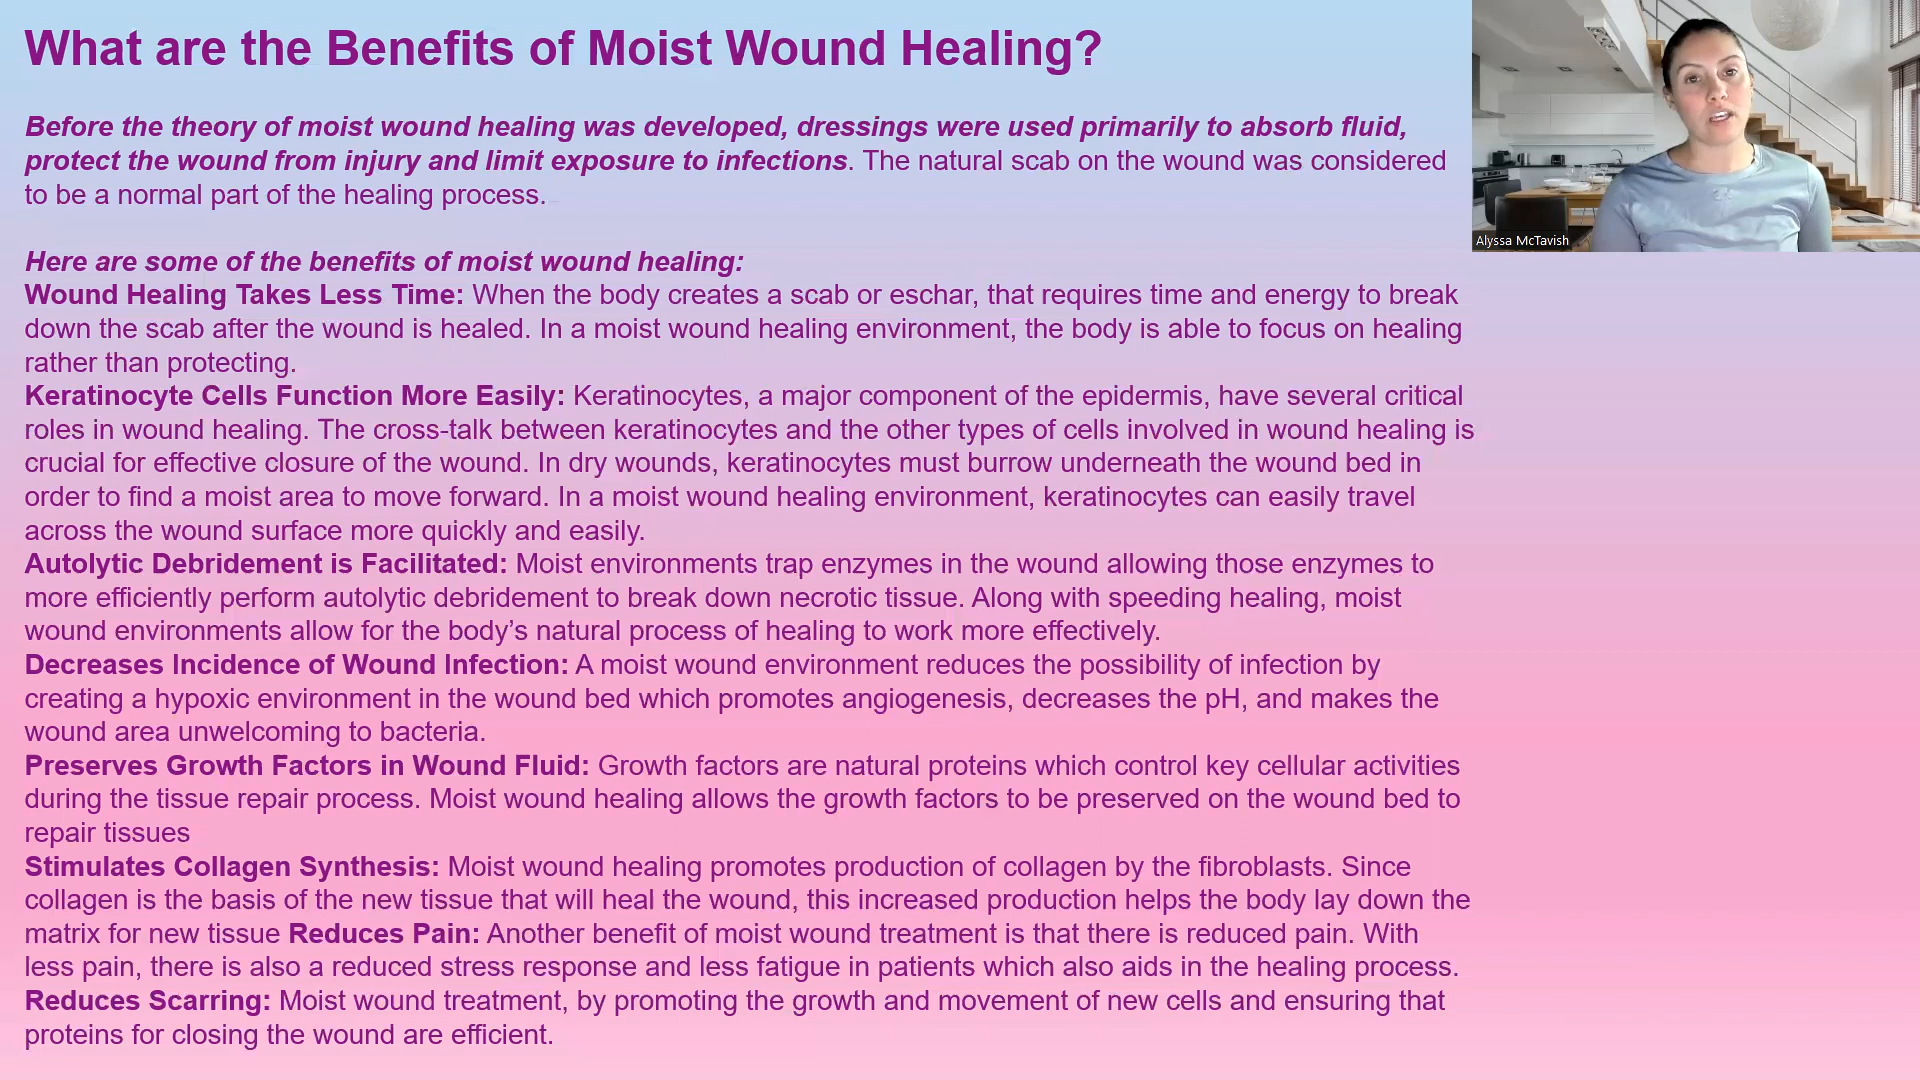 What are the Benefits of Moist Wound Healing?
Before the theory of moist wound healing was developed, dressings were used primarily to absorb fluid,
protect the wound from injury and limit exposure to infections. The natural scab on the wound was considered
to be a normal part of the healing process.
Here are some of the benefits of moist wound healing:
Wound Healing Takes Less Time: When the body creates a scab or eschar, that requires time and energy to break
down the scab after the wound is healed. In a moist wound healing environment, the body is able to focus on healing
rather than protecting.
Keratinocyte Cells Function More Easily: Keratinocytes, a major component of the epidermis, have several critical
roles in wound healing. The cross-talk between keratinocytes and the other types of cells involved in wound healing is
crucial for effective closure of the wound. In dry wounds, keratinocytes must burrow underneath the wound bed in
order to find a moist area to move forward. In a moist wound healing environment, keratinocytes can easily travel
across the wound surface more quickly and easily.
Autolytic Debridement is Facilitated: Moist environments trap enzymes in the wound allowing those enzymes to
more efficiently perform autolytic debridement to break down necrotic tissue. Along with speeding healing, moist
wound environments allow for the body’s natural process of healing to work more effectively.
Decreases Incidence of Wound Infection: A moist wound environment reduces the possibility of infection by
creating a hypoxic environment in the wound bed which promotes angiogenesis, decreases the pH, and makes the
wound area unwelcoming to bacteria.
Preserves Growth Factors in Wound Fluid: Growth factors are natural proteins which control key cellular activities
during the tissue repair process. Moist wound healing allows the growth factors to be preserved on the wound bed to
repair tissues
Stimulates Collagen Synthesis: Moist wound healing promotes production of collagen by the fibroblasts. Since
collagen is the basis of the new tissue that will heal the wound, this increased production helps the body lay down the
matrix for new tissue Reduces Pain: Another benefit of moist wound treatment is that there is reduced pain. With
less pain, there is also a reduced stress response and less fatigue in patients which also aids in the healing process.
Reduces Scarring: Moist wound treatment, by promoting the growth and movement of new cells and ensuring that
proteins for closing the wound are efficient.
Alyssa McTavish